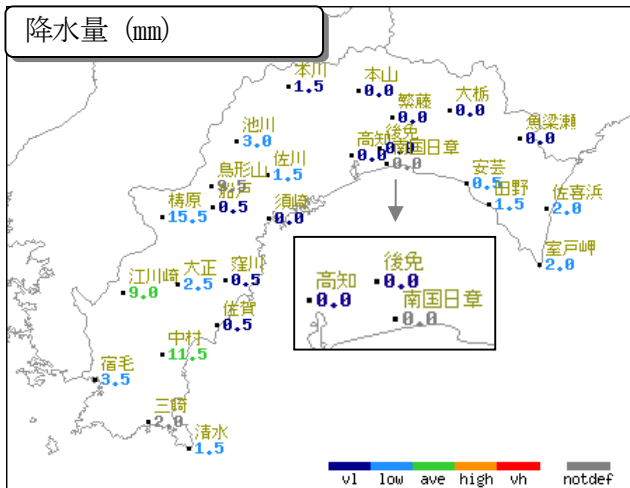 降水量 (mm)
本川
1.5
本山
0.0
繁藤
0.0
大栃
0.0
魚梁瀬
0.0
池川
3.0
高知
0.0
後免
0.0
南国日章
0.0
佐川
1.5
鳥形山
船戸
0.5
安芸
0.5
田野
1.5
佐喜浜
2.0
梼原
15.5
須崎
0.0
室戸岬
2.0
江川崎
9.0
大正
2.5
窪川
0.5
佐賀
0.5
後免
0.0
高知
0.0
南国日章
0.0
中村
11.5
宿毛
3.5
三崎
2.0
清水
1.5
vl low ave high vh notdef